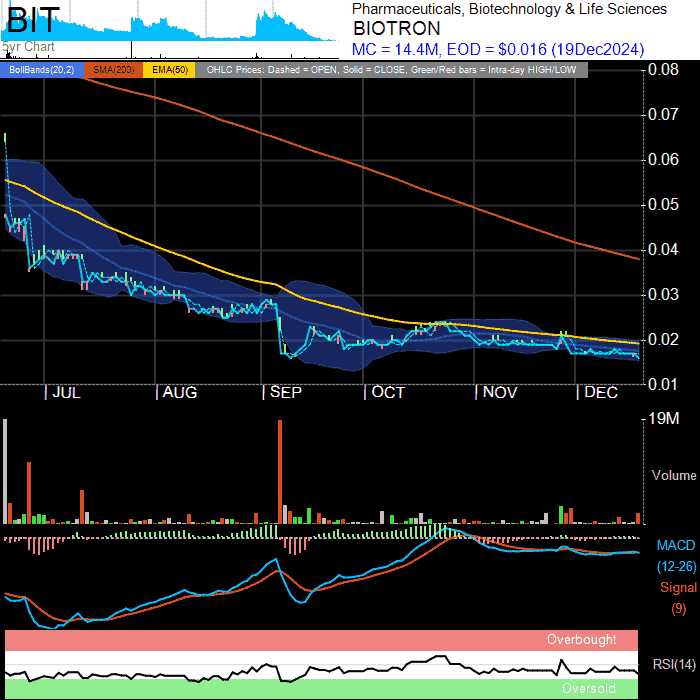 BIT
5yr Chart
Pharmaceuticals, Biotechnology & Life Sciences
BIOTRON
MC = 14.4M, EOD = $0.016 (19Dec2024)
BollBands(20,2) SMA(200) EMA(50) OHLC Prices: Dashed = OPEN, Solid = CLOSE, Green/Red bars = Intra-day HIGH/LOW
0.08
0.07
0.06
0.05
0.04
0.03
0.02
0.01
| JUL | AUG | SEP | OCT | NOV | DEC
19M
Volume
MACD
(12-26)
Signal
(9)
Overbought
RSI(14)
Oversold